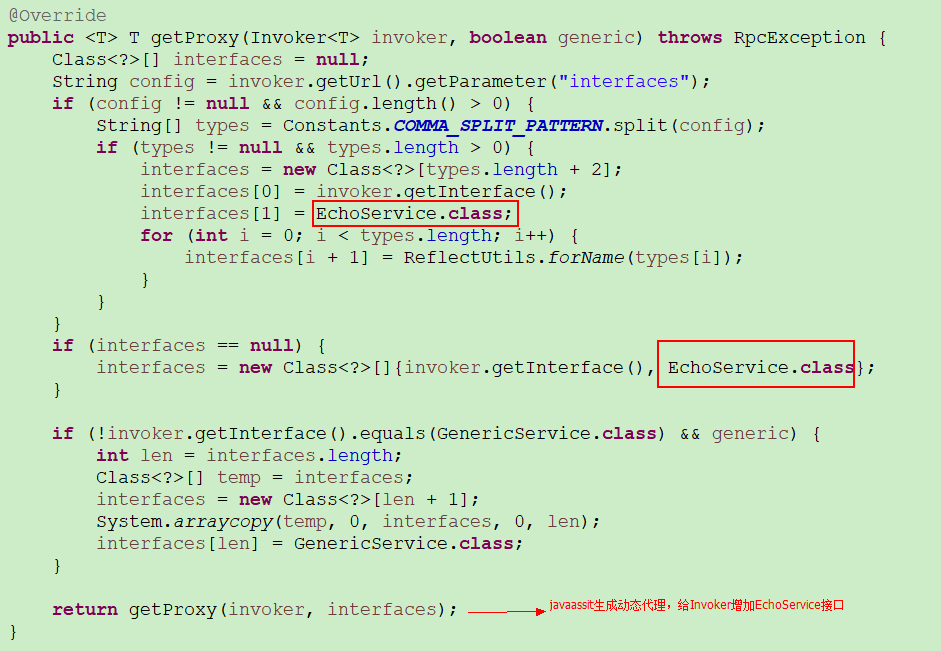 @Override
public <T> T getProxy(Invoker<T> invoker, boolean generic) throws RpcException {
    Class<?>[] interfaces = null;
    String config = invoker.getUrl().getParameter("interfaces");
    if (config != null && config.length() > 0) {
        String[] types = Constants.COMMA_SPLIT_PATTERN.split(config);
        if (types != null && types.length > 0) {
            interfaces = new Class<?>[types.length + 2];
            interfaces[0] = invoker.getInterface();
            interfaces[1] = EchoService.class;
            for (int i = 0; i < types.length; i++) {
                interfaces[i + 1] = ReflectUtils.forName(types[i]);
            }
        }
    }
    if (interfaces == null) {
        interfaces = new Class<?>[]{invoker.getInterface(), EchoService.class};
    }
    if (!invoker.getInterface().equals(GenericService.class) && generic) {
        int len = interfaces.length;
        Class<?>[] temp = interfaces;
        interfaces = new Class<?>[len + 1];
        System.arraycopy(temp, 0, interfaces, 0, len);
        interfaces[len] = GenericService.class;
    }
    return getProxy(invoker, interfaces); javaassit生成动态代理，给Invoker增加EchoService接口
}